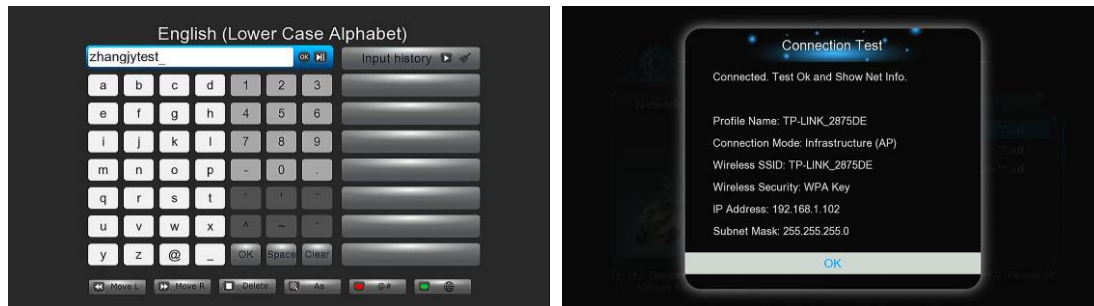 English (Lower Case Alphabet)
zhangjytest_ OK
Input history
a b c d 1 2 3
e f g h 4 5 6
i j k l 7 8 9
m n o p - 0 .
q r s t
u v w x ^ ~
y z @ _ OK Space Clear
Move L Move R Delete Aa @#
Connection Test
Connected. Test Ok and Show Net Info.
Profile Name: TP-LINK_2875DE
Connection Mode: Infrastructure (AP)
Wireless SSID: TP-LINK_2875DE
Wireless Security: WPA Key
IP Address: 192.168.1.102
Subnet Mask: 255.255.255.0
OK